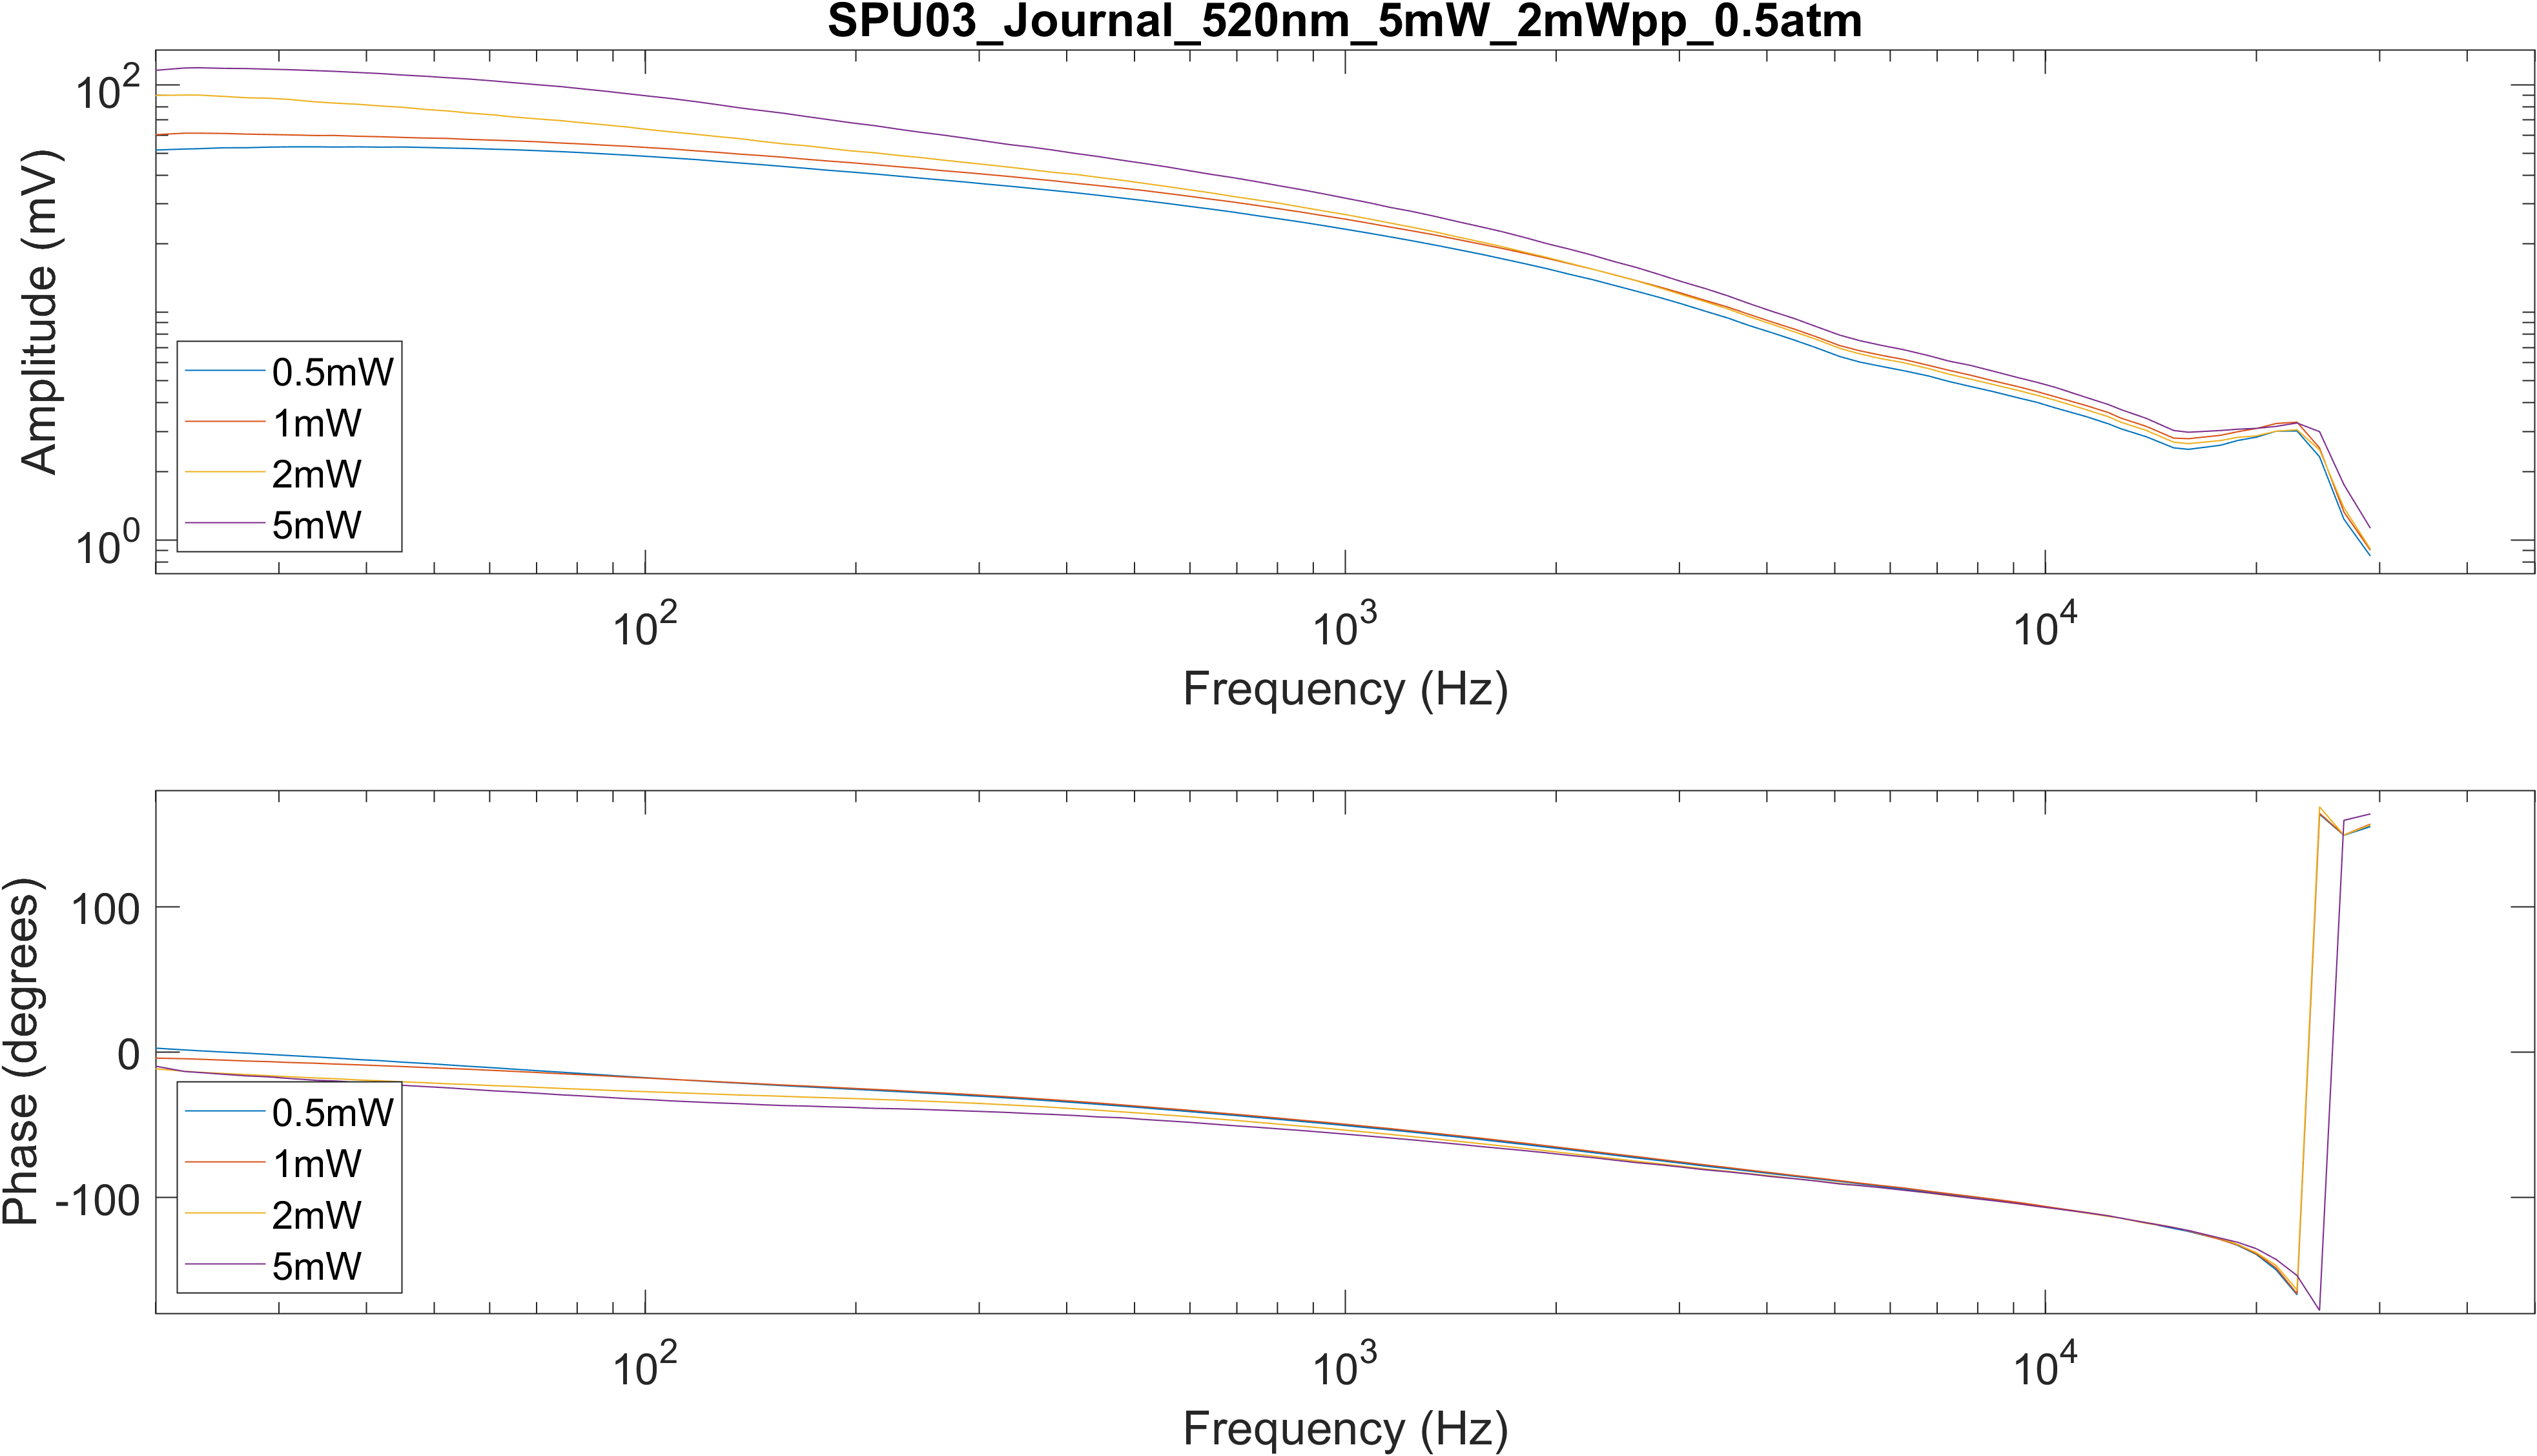 SPU03_Journal_520nm_5mW_2mWpp_0.5atm
Amplitude (mV)
10^2
10^0
0.5mW
1mW
2mW
5mW
10^2 10^3 10^4
Frequency (Hz)
Phase (degrees)
100
0
-100
0.5mW
1mW
2mW
5mW
10^2 10^3 10^4
Frequency (Hz)